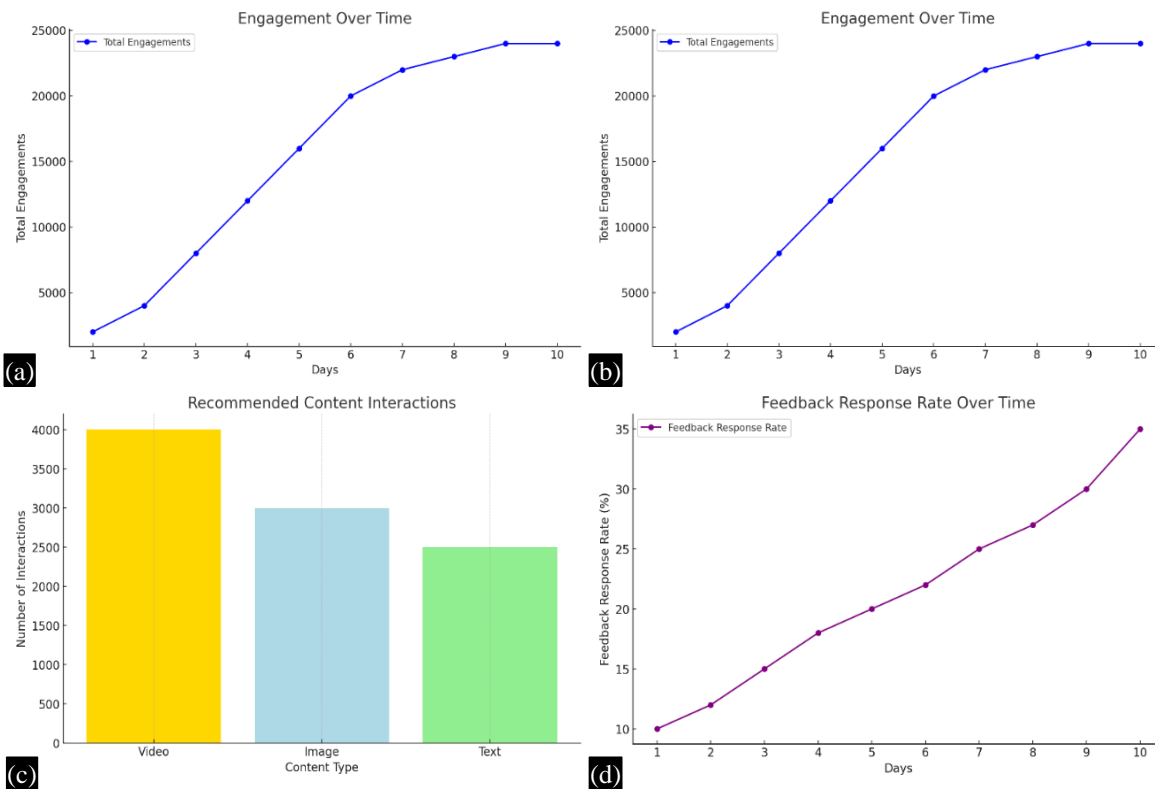 Engagement Over Time
Total Engagements
25000
20000
15000
10000
5000
Total Engagements
1 2 3 4 5 6 7 8 9 10
Days
(a)
Engagement Over Time
Total Engagements
25000
20000
15000
10000
5000
Total Engagements
1 2 3 4 5 6 7 8 9 10
Days
(b)
Recommended Content Interactions
4000
3500
3000
2500
2000
1500
1000
500
0
Number of Interactions
Video Image Text
Content Type
(c)
Feedback Response Rate Over Time
Feedback Response Rate
35
30
25
20
15
10
Feedback Response Rate (%)
1 2 3 4 5 6 7 8 9 10
Days
(d)